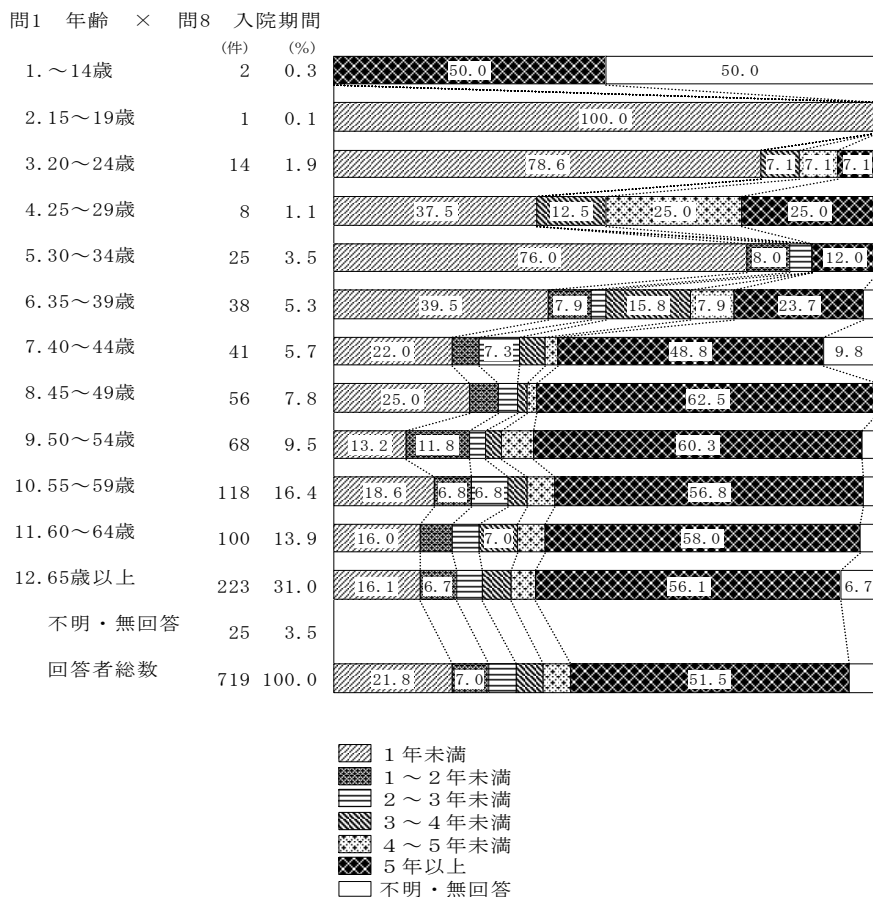 問1　年齢　×　問8　入院期間
(件)　(%)
1.～14歳　2　0.3　50.0　50.0
2.15～19歳　1　0.1　100.0
3.20～24歳　14　1.9　78.6　7.1　7.1　7.1
4.25～29歳　8　1.1　37.5　12.5　25.0　25.0
5.30～34歳　25　3.5　76.0　8.0　12.0
6.35～39歳　38　5.3　39.5　7.9　15.8　7.9　23.7
7.40～44歳　41　5.7　22.0　7.3　48.8　9.8
8.45～49歳　56　7.8　25.0　62.5
9.50～54歳　68　9.5　13.2　11.8　60.3
10.55～59歳　118　16.4　18.6　6.8　6.8　56.8
11.60～64歳　100　13.9　16.0　7.0　58.0
12.65歳以上　223　31.0　16.1　6.7　56.1　6.7
不明・無回答　25　3.5
回答者総数　719　100.0　21.8　7.0　51.5
１年未満
１～２年未満
２～３年未満
３～４年未満
４～５年未満
５年以上
不明・無回答